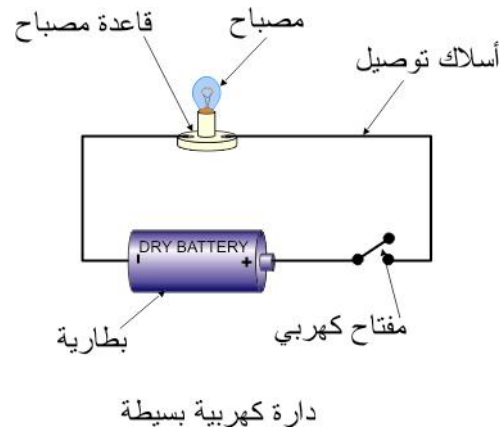 مصباح
قاعدة مصباح
أسلاك توصيل
DRY BATTERY
- +
مفتاح كهربي
بطارية
دارة كهربية بسيطة